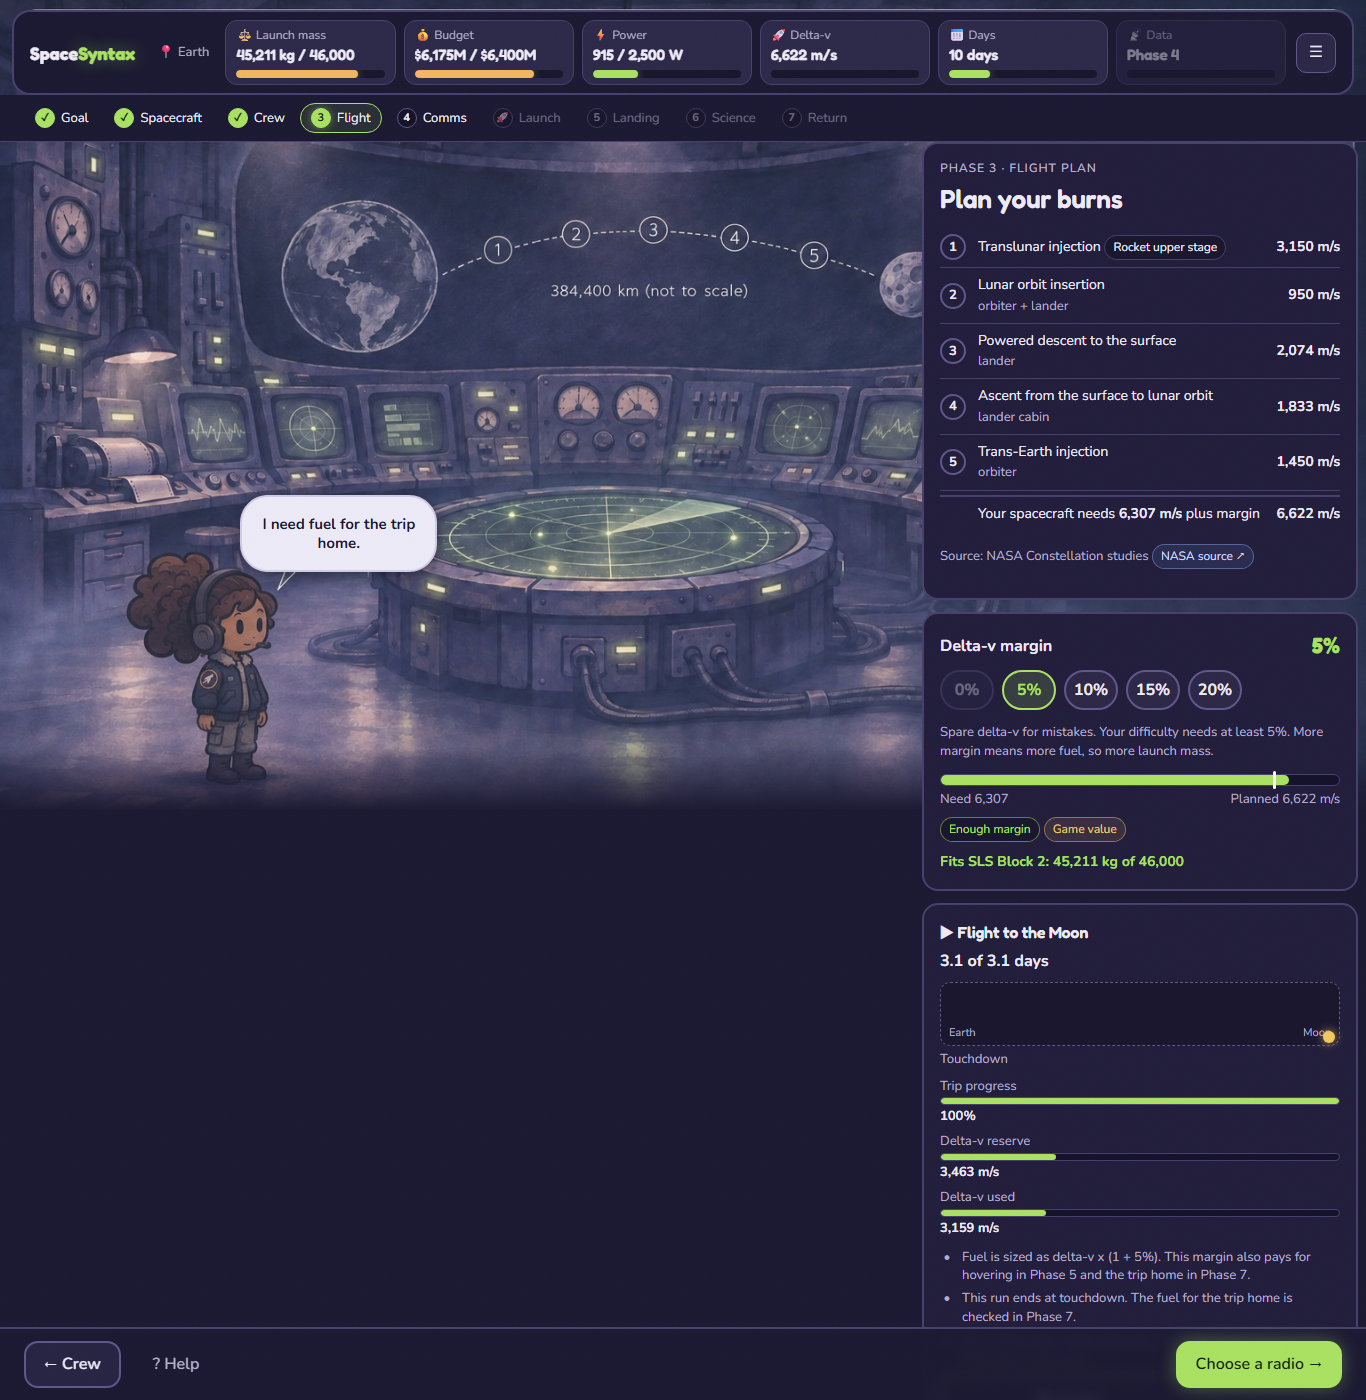 SpaceSyntax
📍 Earth
⚖️ Launch mass
45,211 kg / 46,000
💰 Budget
$6,175M / $6,400M
⚡ Power
915 / 2,500 W
🚀 Delta-v
6,622 m/s
📅 Days
10 days
📡 Data
Phase 4
☰
✓ Goal
✓ Spacecraft
✓ Crew
3 Flight
4 Comms
🚀 Launch
5 Landing
6 Science
7 Return
1
2
3
4
5
384,400 km (not to scale)
I need fuel for the trip
home.
PHASE 3 · FLIGHT PLAN
Plan your burns
1 Translunar injection Rocket upper stage 3,150 m/s
2 Lunar orbit insertion 950 m/s
orbiter + lander
3 Powered descent to the surface 2,074 m/s
lander
4 Ascent from the surface to lunar orbit 1,833 m/s
lander cabin
5 Trans-Earth injection 1,450 m/s
orbiter
Your spacecraft needs 6,307 m/s plus margin 6,622 m/s
Source: NASA Constellation studies NASA source ↗
Delta-v margin 5%
0% 5% 10% 15% 20%
Spare delta-v for mistakes. Your difficulty needs at least 5%. More
margin means more fuel, so more launch mass.
Need 6,307 Planned 6,622 m/s
Enough margin Game value
Fits SLS Block 2: 45,211 kg of 46,000
▶ Flight to the Moon
3.1 of 3.1 days
Earth Moon
Touchdown
Trip progress
100%
Delta-v reserve
3,463 m/s
Delta-v used
3,159 m/s
• Fuel is sized as delta-v x (1 + 5%). This margin also pays for
hovering in Phase 5 and the trip home in Phase 7.
• This run ends at touchdown. The fuel for the trip home is
checked in Phase 7.
← Crew
? Help
Choose a radio →